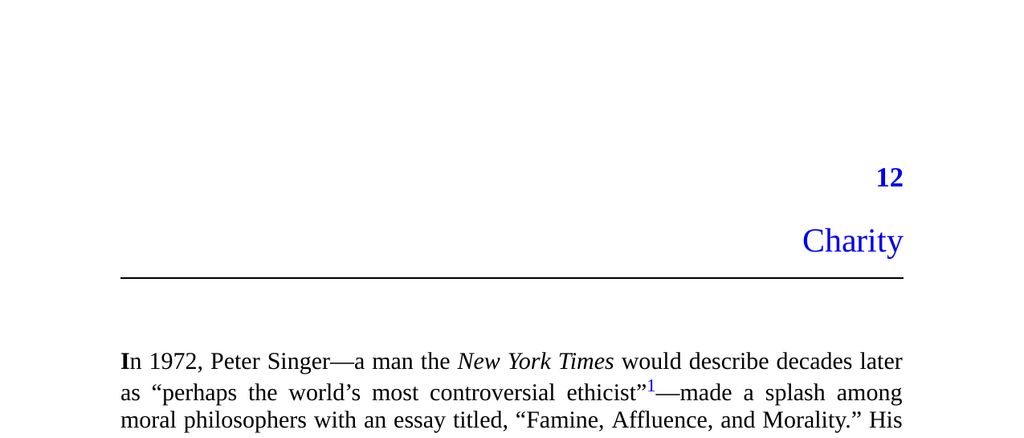 12
Charity
In 1972, Peter Singer—a man the New York Times would describe decades later
as “perhaps the world’s most controversial ethicist”1—made a splash among
moral philosophers with an essay titled, “Famine, Affluence, and Morality.” His